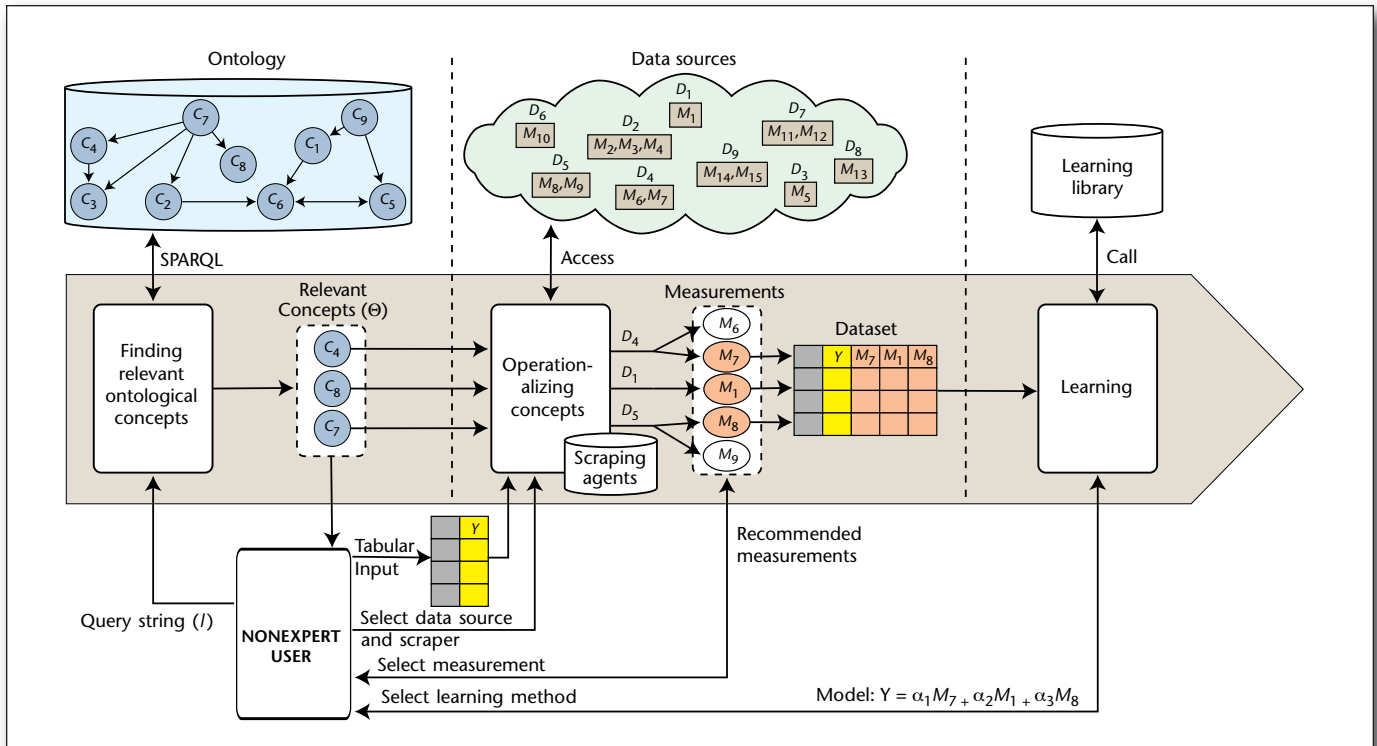 Ontology
Data sources
C7
C9
C4
C1
C8
C3
C2
C6
C5
D1
M1
D6
M10
D2
M2,M3,M4
D7
M11,M12
D5
M8,M9
D4
M6,M7
D9
M14,M15
D3
M5
D8
M13
Learning
library
SPARQL
Access
Call
Relevant
Concepts (Θ)
Measurements
Finding
relevant
ontological
concepts
C4
C8
C7
Operation-
alizing
concepts
Scraping
agents
D4
D1
D5
M6
M7
M1
M8
M9
Dataset
Y M7 M1 M8
Learning
Tabular
Input
Y
Recommended
measurements
Query string (I)
NONEXPERT
USER
Select data source
and scraper
Select measurement
Select learning method
Model: Y = α1M7 + α2M1 + α3M8